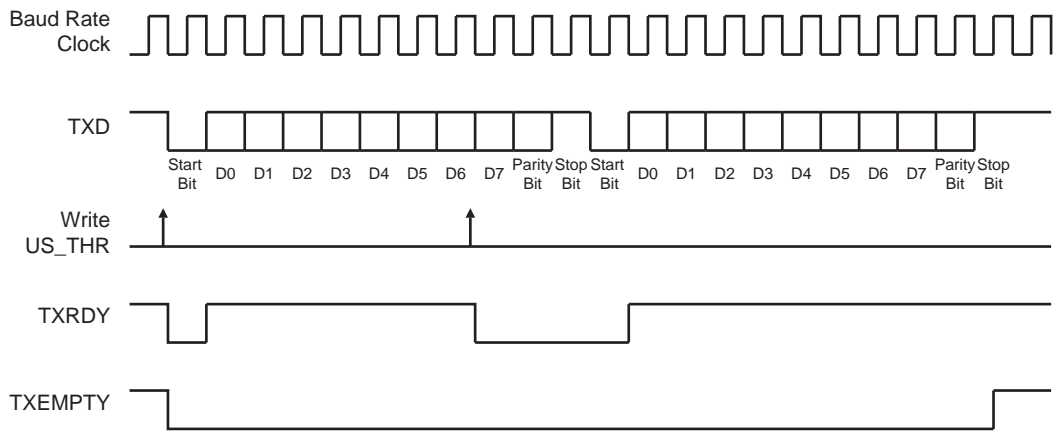 Baud Rate
Clock
TXD
Start D0 D1 D2 D3 D4 D5 D6 D7 Parity Stop Start D0 D1 D2 D3 D4 D5 D6 D7 Parity Stop
Bit Bit Bit Bit Bit Bit
Write
US_THR
TXRDY
TXEMPTY